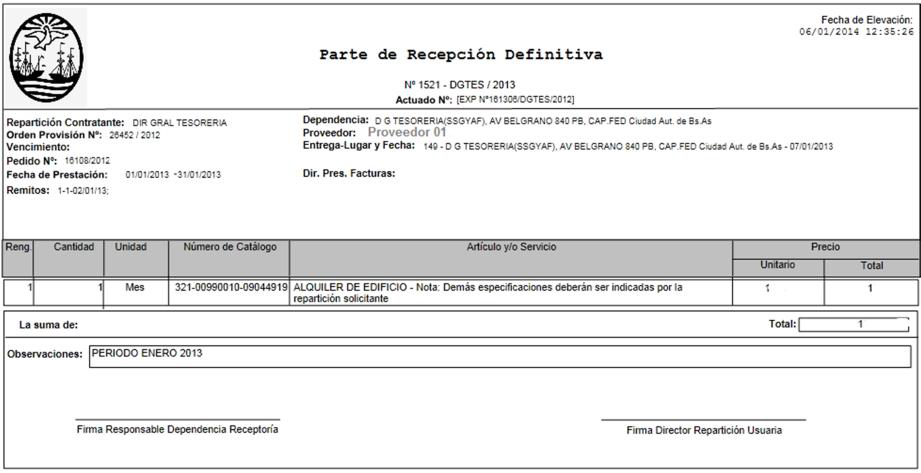 Fecha de Elevación:
06/01/2014 12:35:26
Parte de Recepción Definitiva
Nº 1521 - DGTES / 2013
Actuado Nº: [EXP Nº161306/DGTES/2012]
Repartición Contratante: DIR GRAL TESORERIA
Orden Provisión Nº: 26452 / 2012
Vencimiento:
Pedido Nº: 16108/2012
Fecha de Prestación: 01/01/2013 -31/01/2013
Remitos: 1-1-02/01/13;
Dependencia: D G TESORERIA(SSGYAF), AV BELGRANO 840 PB, CAP.FED Ciudad Aut. de Bs.As
Proveedor: Proveedor 01
Entrega-Lugar y Fecha: 149 - D G TESORERIA(SSGYAF), AV BELGRANO 840 PB, CAP.FED Ciudad Aut. de Bs.As - 07/01/2013
Dir. Pres. Facturas:
Reng. Cantidad Unidad Número de Catálogo Artículo y/o Servicio Precio
Unitario Total
1 1 Mes 321-00990010-09044919 ALQUILER DE EDIFICIO - Nota: Demás especificaciones deberán ser indicadas por la 1 1
repartición solicitante
La suma de: Total: 1
Observaciones: PERIODO ENERO 2013
Firma Responsable Dependencia Receptoría Firma Director Repartición Usuaria